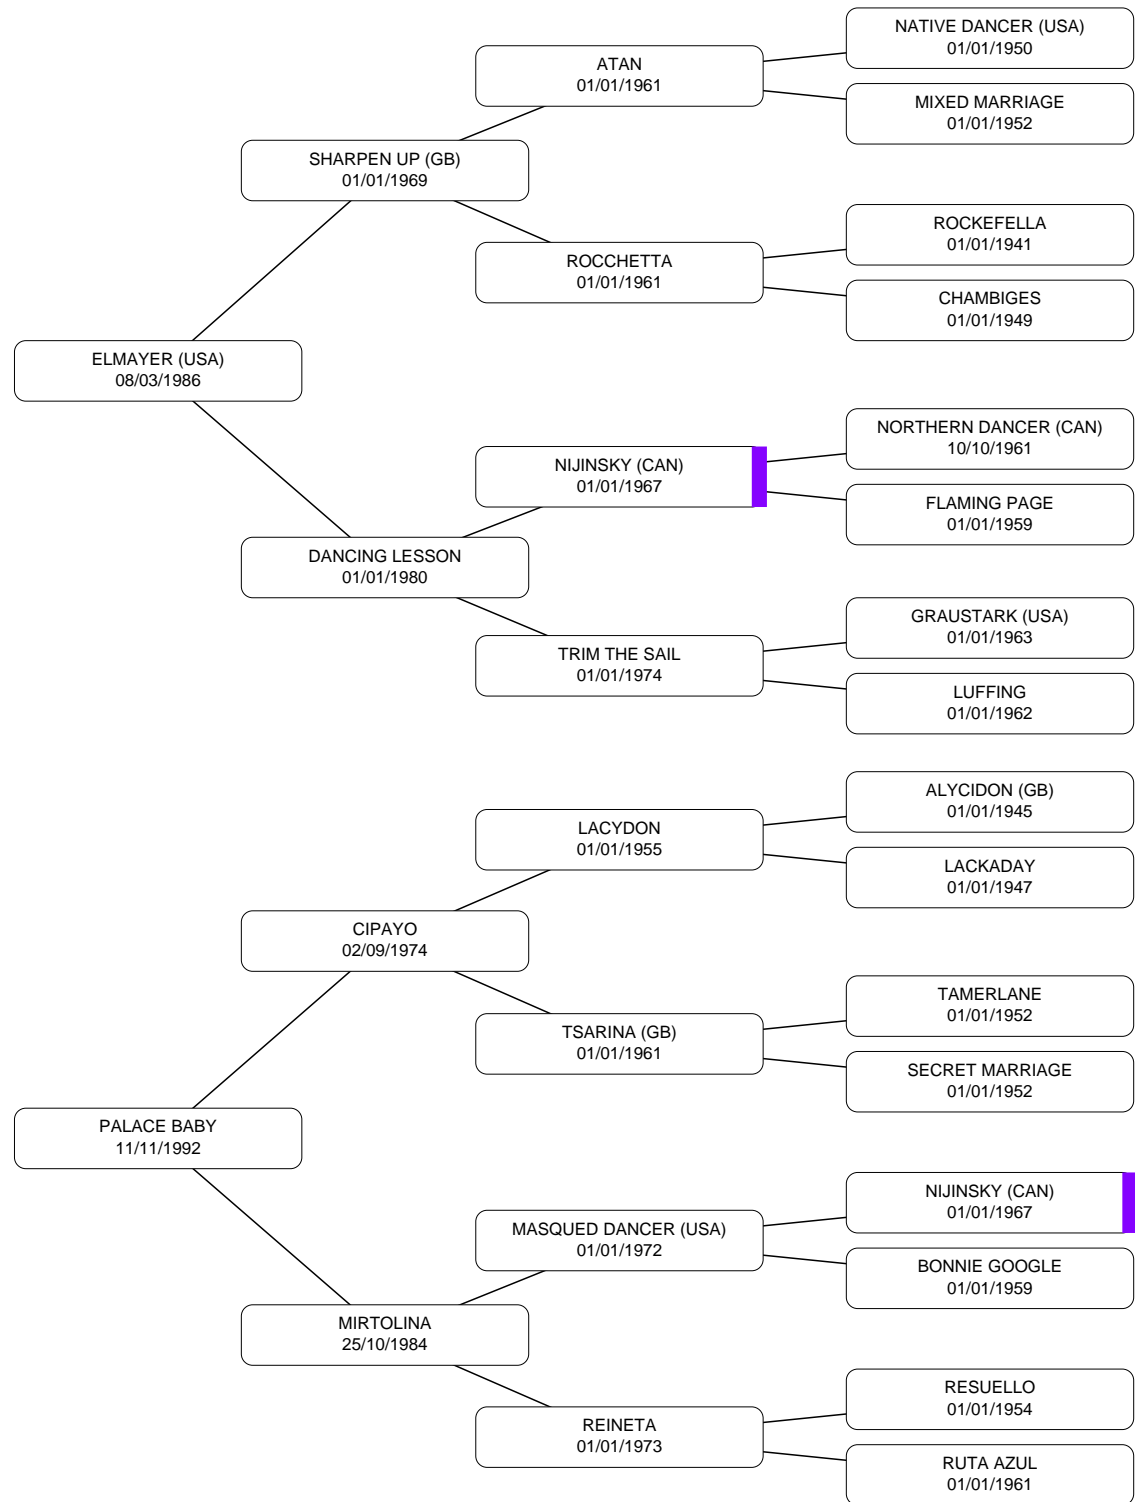 NATIVE DANCER (USA)
01/01/1950
ATAN
01/01/1961
MIXED MARRIAGE
01/01/1952
SHARPEN UP (GB)
01/01/1969
ROCKEFELLA
01/01/1941
ROCCHETTA
01/01/1961
CHAMBIGES
01/01/1949
ELMAYER (USA)
08/03/1986
NORTHERN DANCER (CAN)
10/10/1961
NIJINSKY (CAN)
01/01/1967
FLAMING PAGE
01/01/1959
DANCING LESSON
01/01/1980
GRAUSTARK (USA)
01/01/1963
TRIM THE SAIL
01/01/1974
LUFFING
01/01/1962
ALYCIDON (GB)
01/01/1945
LACYDON
01/01/1955
LACKADAY
01/01/1947
CIPAYO
02/09/1974
TAMERLANE
01/01/1952
TSARINA (GB)
01/01/1961
SECRET MARRIAGE
01/01/1952
PALACE BABY
11/11/1992
NIJINSKY (CAN)
01/01/1967
MASQUED DANCER (USA)
01/01/1972
BONNIE GOOGLE
01/01/1959
MIRTOLINA
25/10/1984
RESUELLO
01/01/1954
REINETA
01/01/1973
RUTA AZUL
01/01/1961